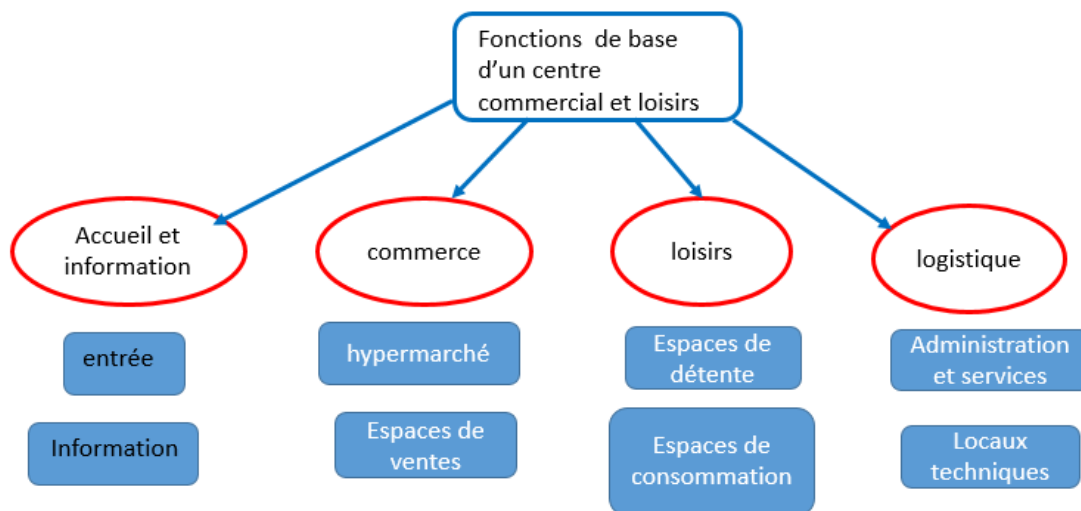 Fonctions de base
d'un centre
commercial et loisirs
Accueil et
information
commerce
loisirs
logistique
entrée
hypermarché
Espaces de
détente
Administration
et services
Information
Espaces de
ventes
Espaces de
consommation
Locaux
techniques